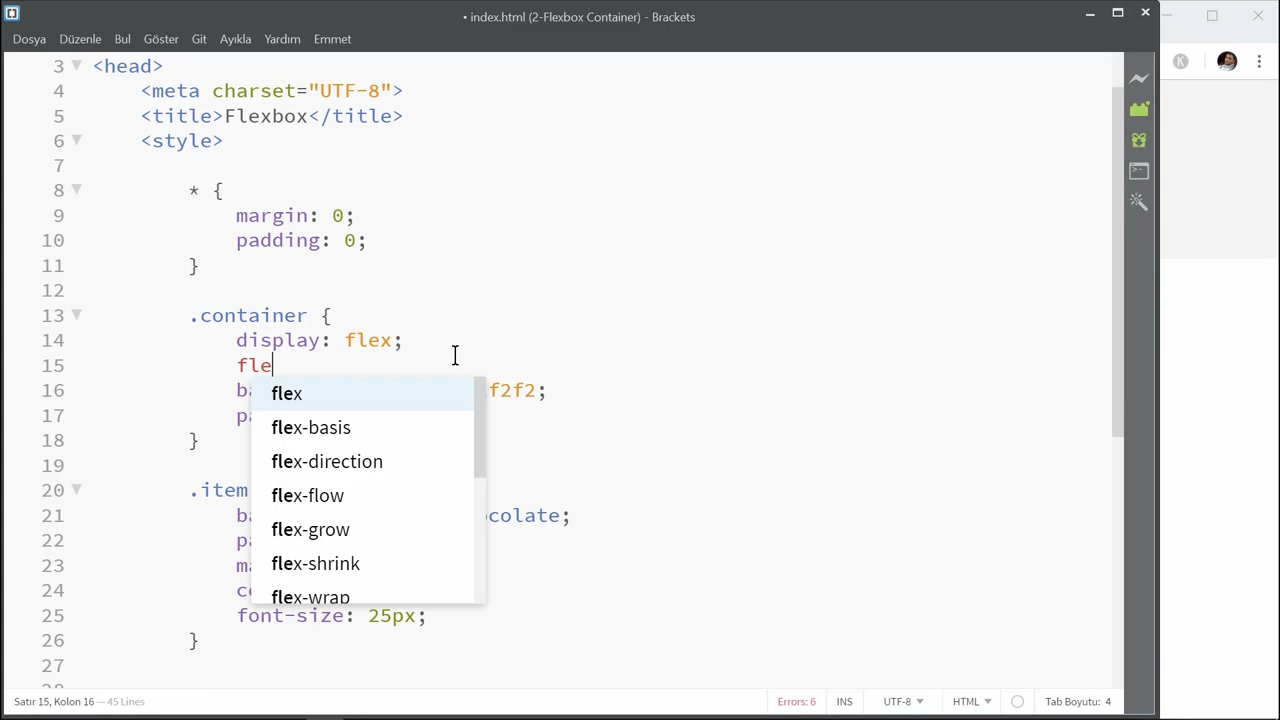 • index.html (2-Flexbox Container) - Brackets
Dosya Düzenle Bul Göster Git Ayıkla Yardım Emmet
K
3 <head>
4 <meta charset="UTF-8">
5 <title>Flexbox</title>
6 <style>
7
8 * {
9 margin: 0;
10 padding: 0;
11 }
12
13 .container {
14 display: flex;
15 fle
16 f2f2;
17
18 }
19
20 .item
21 ocolate;
22
23
24
25 font-size: 25px;
26 }
27
flex
flex-basis
flex-direction
flex-flow
flex-grow
flex-shrink
flex-wrap
Satır 15, Kolon 16 — 45 Lines Errors: 6 INS UTF-8 HTML Tab Boyutu: 4